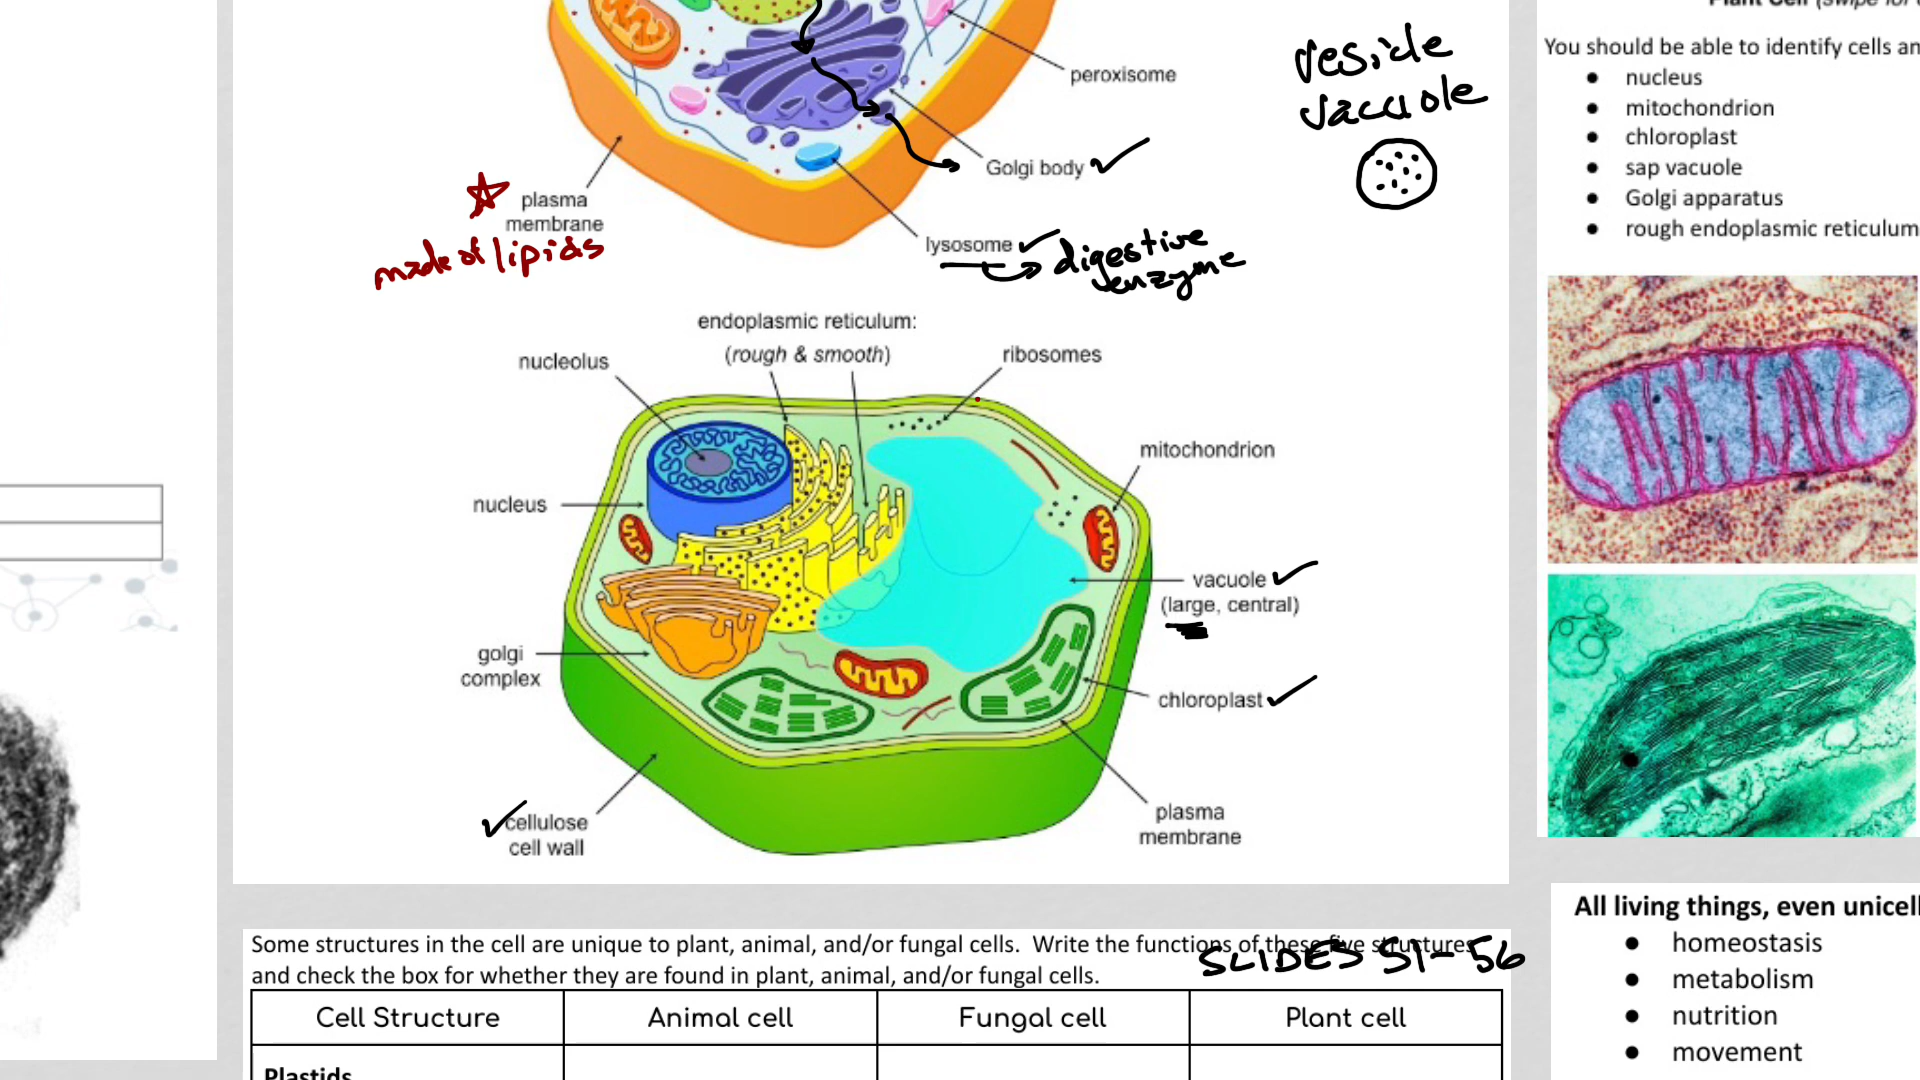 peroxisome
Golgi body
plasma
membrane
made of lipids
lysosome
digestive
enzyme
vesicle
vacuole
endoplasmic reticulum:
(rough & smooth)
nucleolus
ribosomes
mitochondrion
nucleus
vacuole
(large, central)
golgi
complex
chloroplast
cellulose
cell wall
plasma
membrane
Some structures in the cell are unique to plant, animal, and/or fungal cells. Write the functions of these five structures
and check the box for whether they are found in plant, animal, and/or fungal cells.
SLIDES 51-56
Cell Structure Animal cell Fungal cell Plant cell
Plastids
Plant Cell (swipe for
You should be able to identify cells an
• nucleus
• mitochondrion
• chloroplast
• sap vacuole
• Golgi apparatus
• rough endoplasmic reticulum
All living things, even unicell
• homeostasis
• metabolism
• nutrition
• movement